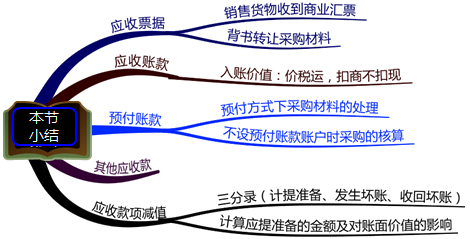 本节
小结
应收票据
销售货物收到商业汇票
背书转让采购材料
应收账款
入账价值：价税运，扣商不扣现
预付账款
预付方式下采购材料的处理
不设预付账款账户时采购的核算
其他应收款
应收款项减值
三分录（计提准备、发生坏账、收回坏账）
计算应提准备的金额及对账面价值的影响